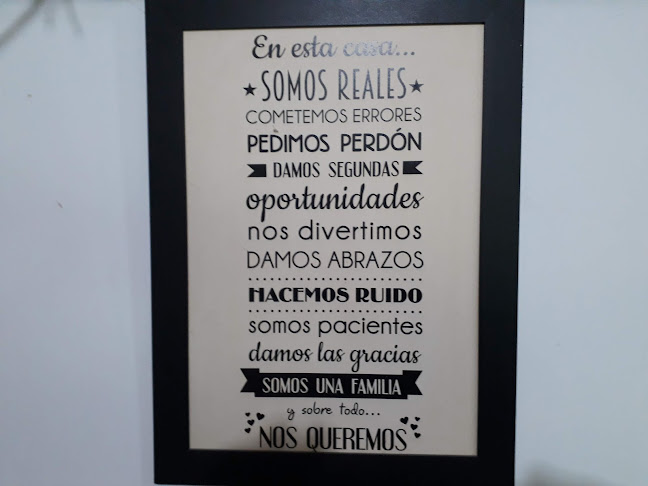 En esta casa...
SOMOS REALES
COMETEMOS ERRORES
PEDIMOS PERDÓN
DAMOS SEGUNDAS
oportunidades
nos divertimos
DAMOS ABRAZOS
HACEMOS RUIDO
somos pacientes
damos las gracias
SOMOS UNA FAMILIA
y sobre todo...
NOS QUEREMOS